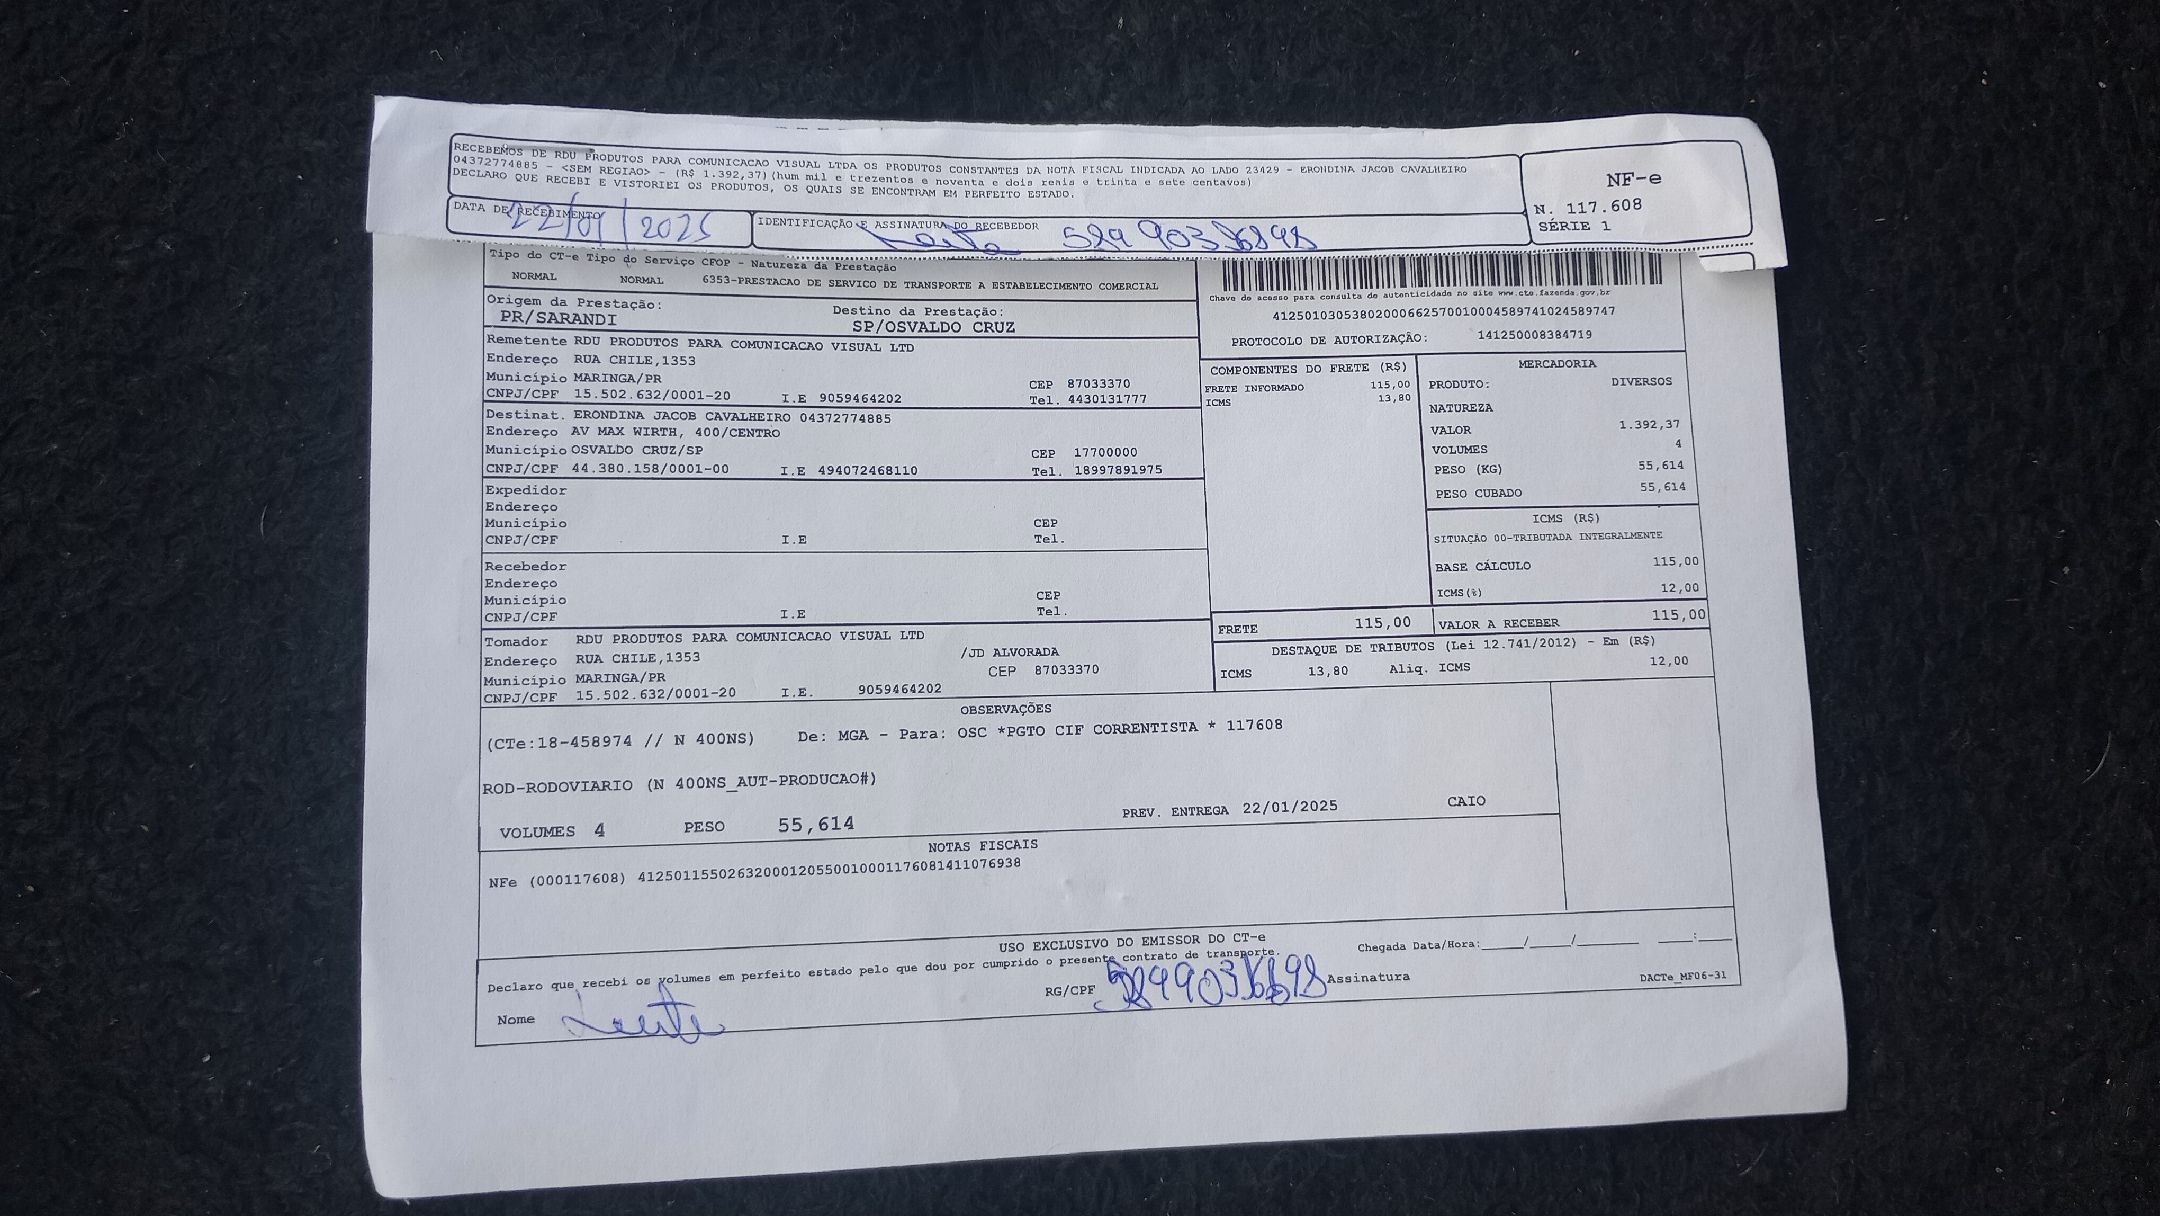 RECEBEMOS DE RDU PRODUTOS PARA COMUNICACAO VISUAL LTDA OS PRODUTOS CONSTANTES DA NOTA FISCAL INDICADA AO LADO 23429 - ERONDINA JACOB CAVALHEIRO
04372774885 - <SEM REGIAO> - (R$ 1.392,37) (hum mil e trezentos e noventa e dois reais e trinta e sete centavos)
DECLARO QUE RECEBI E VISTORIEI OS PRODUTOS, OS QUAIS SE ENCONTRAM EM PERFEITO ESTADO.
NF-e
N. 117.608
SÉRIE 1
DATA DE RECEBIMENTO
22/01/2025
IDENTIFICAÇÃO E ASSINATURA DO RECEBEDOR
Tipo do CT-e Tipo do Serviço CFOP - Natureza da Prestação
NORMAL NORMAL 6353-PRESTACAO DE SERVICO DE TRANSPORTE A ESTABELECIMENTO COMERCIAL
Origem da Prestação: Destino da Prestação:
PR/SARANDI SP/OSVALDO CRUZ
Chave de acesso para consulta de autenticidade no site www.cte.fazenda.gov.br
41250103053802000662570010004589741024589747
PROTOCOLO DE AUTORIZAÇÃO: 141250008384719
Remetente RDU PRODUTOS PARA COMUNICACAO VISUAL LTD
Endereço RUA CHILE,1353
Município MARINGA/PR CEP 87033370
CNPJ/CPF 15.502.632/0001-20 I.E 9059464202 Tel. 4430131777
Destinat. ERONDINA JACOB CAVALHEIRO 04372774885
Endereço AV MAX WIRTH, 400/CENTRO
Município OSVALDO CRUZ/SP CEP 17700000
CNPJ/CPF 44.380.158/0001-00 I.E 494072468110 Tel. 18997891975
Expedidor
Endereço
Município CEP
CNPJ/CPF I.E Tel.
Recebedor
Endereço
Município CEP
CNPJ/CPF I.E Tel.
Tomador RDU PRODUTOS PARA COMUNICACAO VISUAL LTD
Endereço RUA CHILE,1353 /JD ALVORADA
Município MARINGA/PR CEP 87033370
CNPJ/CPF 15.502.632/0001-20 I.E. 9059464202
COMPONENTES DO FRETE (R$)
FRETE INFORMADO 115,00
ICMS 13,80
MERCADORIA
PRODUTO: DIVERSOS
NATUREZA
VALOR 1.392,37
VOLUMES 4
PESO (KG) 55,614
PESO CUBADO 55,614
ICMS (R$)
SITUAÇÃO 00-TRIBUTADA INTEGRALMENTE
BASE CÁLCULO 115,00
ICMS(%) 12,00
FRETE 115,00 VALOR A RECEBER 115,00
DESTAQUE DE TRIBUTOS (Lei 12.741/2012) - Em (R$)
ICMS 13,80 Aliq. ICMS 12,00
OBSERVAÇÕES
(CTe:18-458974 // N 400NS) De: MGA - Para: OSC *PGTO CIF CORRENTISTA * 117608
ROD-RODOVIARIO (N 400NS_AUT-PRODUCAO#)
VOLUMES 4 PESO 55,614 PREV. ENTREGA 22/01/2025 CAIO
NOTAS FISCAIS
NFe (000117608) 41250115502632000120550010001176081411076938
USO EXCLUSIVO DO EMISSOR DO CT-e
Chegada Data/Hora:_____/_____/________ ____:____
Declaro que recebi os volumes em perfeito estado pelo que dou por cumprido o presente contrato de transporte.
Nome RG/CPF Assinatura
DACTe_MF06-31